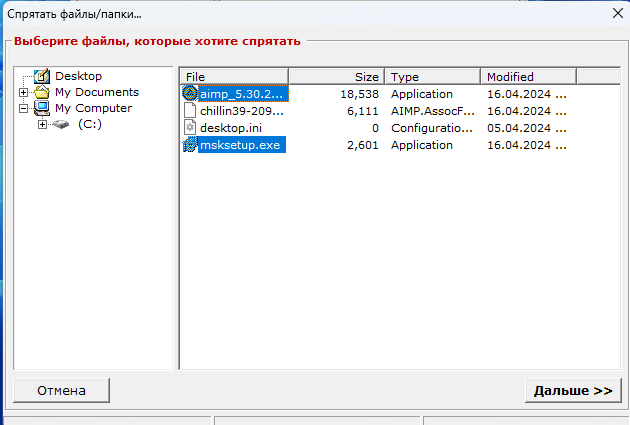 Спрятать файлы/папки...
Выберите файлы, которые хотите спрятать
Desktop
My Documents
My Computer
(C:)
File Size Type Modified
aimp_5.30.2... 18,538 Application 16.04.2024 ...
chillin39-209... 6,111 AIMP.AssocF... 16.04.2024 ...
desktop.ini 0 Configuratio... 05.04.2024 ...
msksetup.exe 2,601 Application 16.04.2024 ...
Отмена
Дальше >>